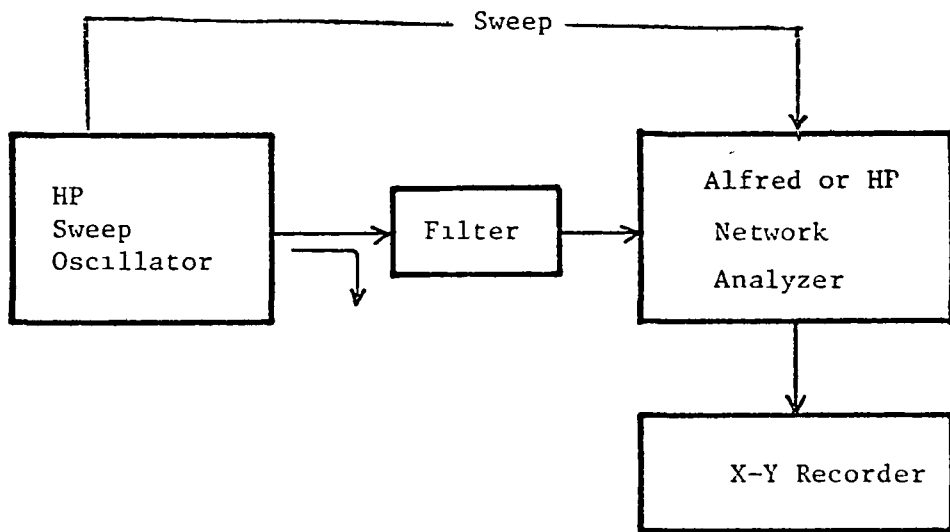 Sweep
HP
Sweep
Oscillator
Filter
Alfred or HP
Network
Analyzer
X-Y Recorder